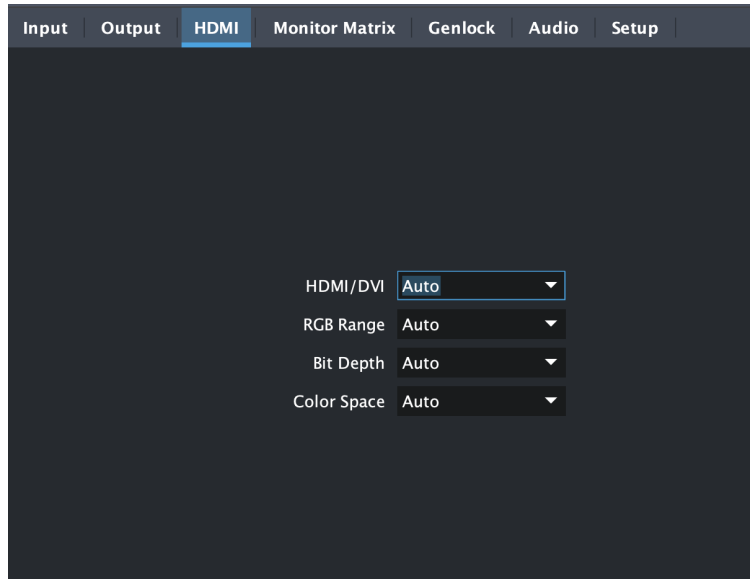 Input Output HDMI Monitor Matrix Genlock Audio Setup
HDMI/DVI Auto
RGB Range Auto
Bit Depth Auto
Color Space Auto